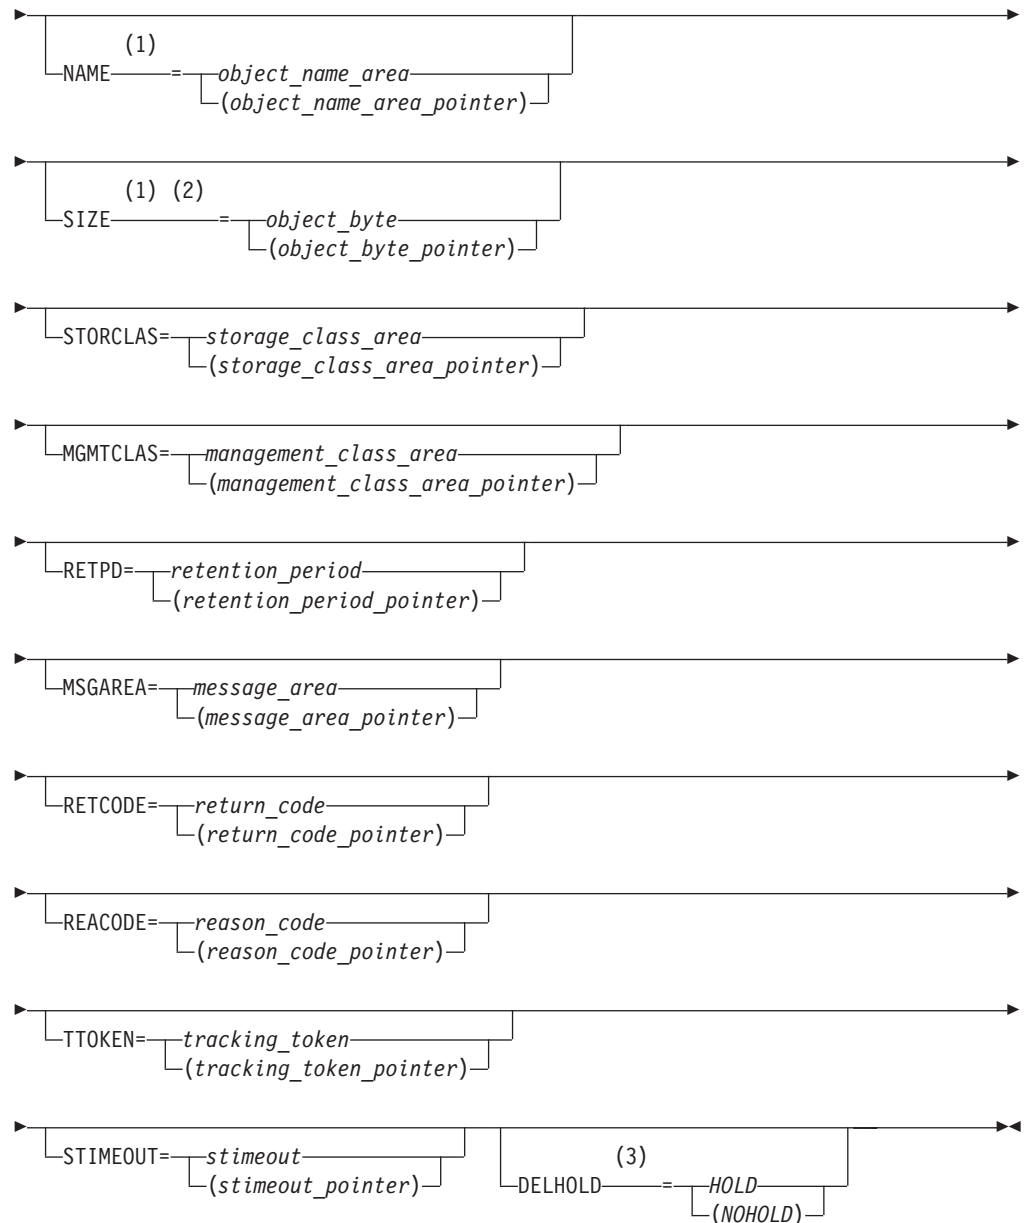 (1)
NAME = object_name_area
(object_name_area_pointer)
(1) (2)
SIZE = object_byte
(object_byte_pointer)
STORCLAS= storage_class_area
(storage_class_area_pointer)
MGMTCLAS= management_class_area
(management_class_area_pointer)
RETPD= retention_period
(retention_period_pointer)
MSGAREA= message_area
(message_area_pointer)
RETCODE= return_code
(return_code_pointer)
REACODE= reason_code
(reason_code_pointer)
TTOKEN= tracking_token
(tracking_token_pointer)
(3)
STIMEOUT= stimeout DELHOLD = HOLD
(stimeout_pointer) (NOHOLD)